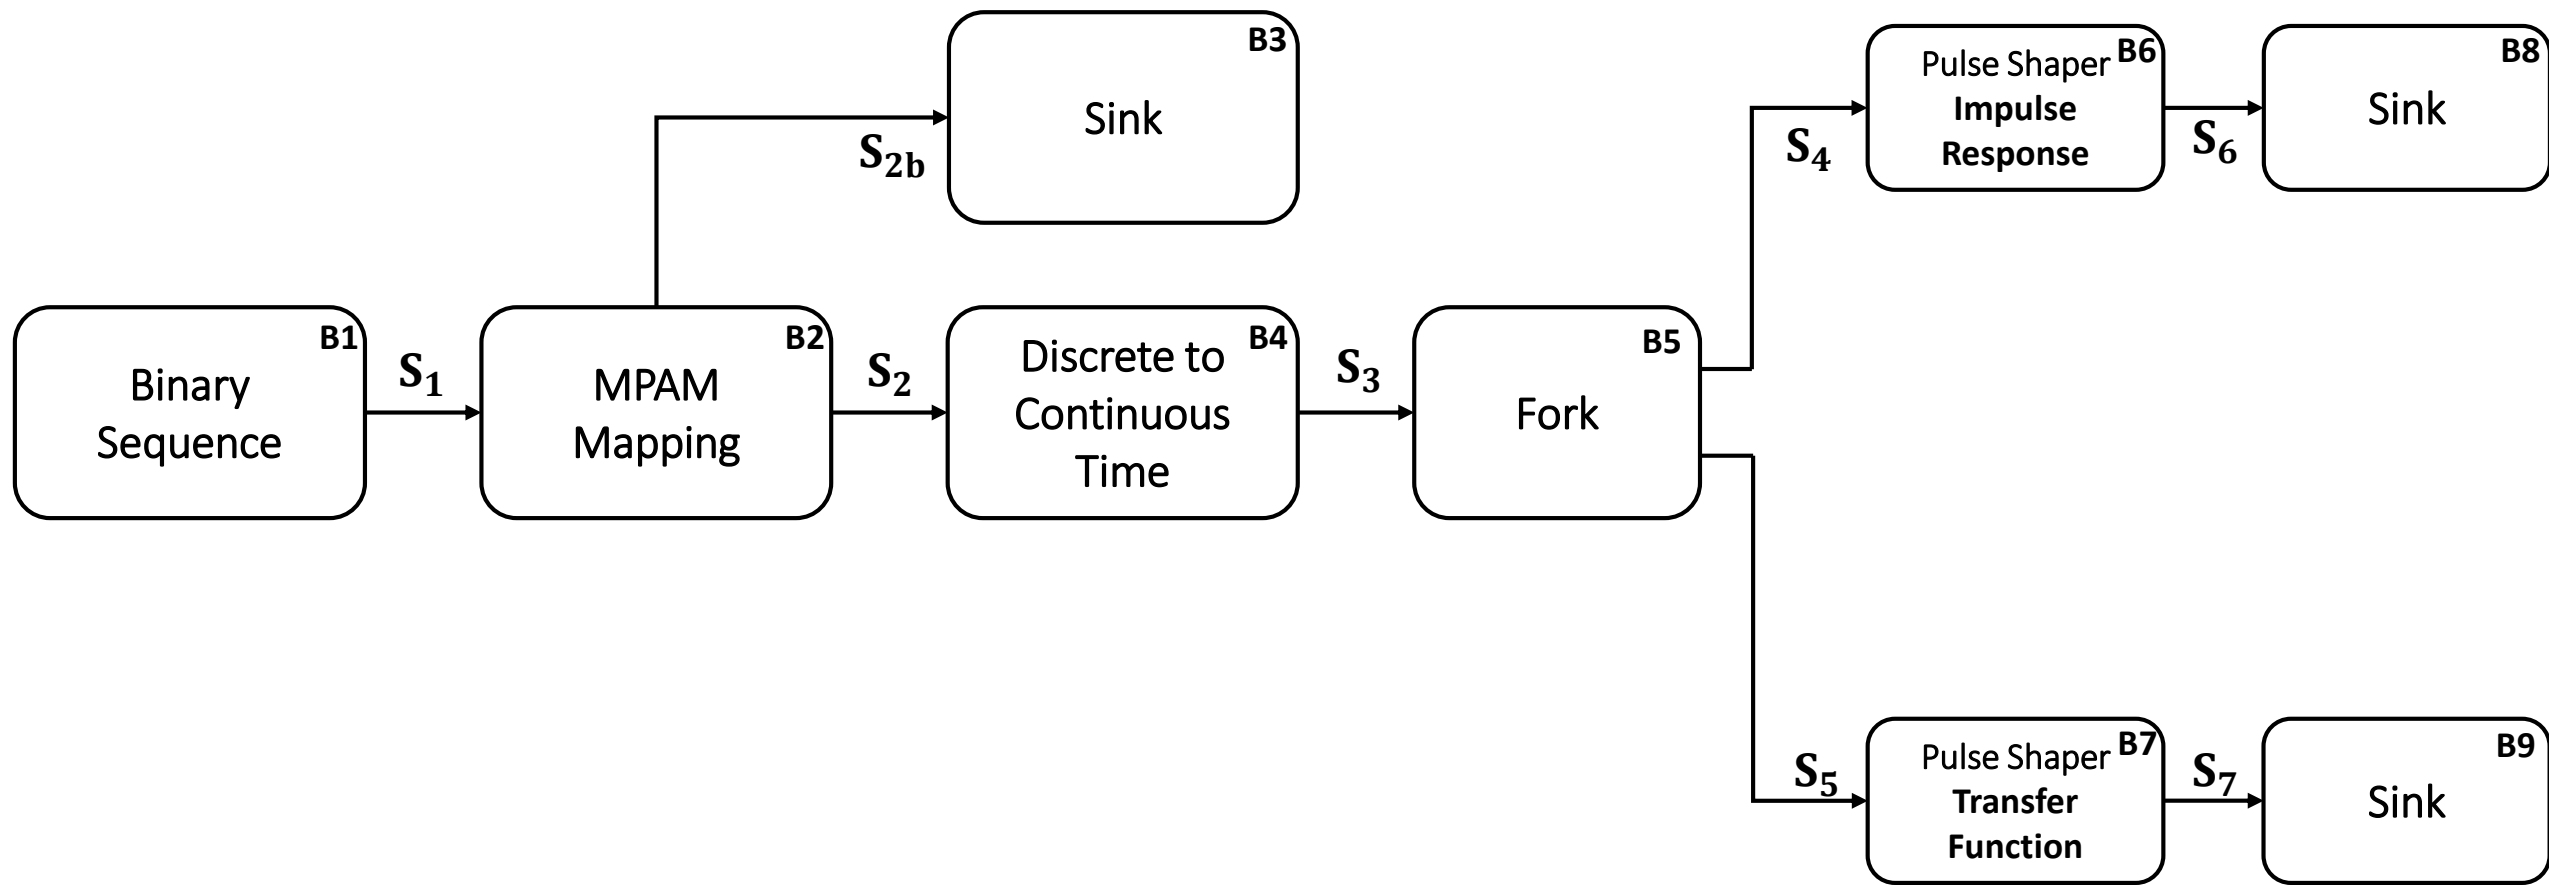 B3
Sink
S2b
B6
Pulse Shaper
Impulse
Response
S4
S6
B8
Sink
B1
Binary
Sequence
S1
B2
MPAM
Mapping
S2
B4
Discrete to
Continuous
Time
S3
B5
Fork
S5
B7
Pulse Shaper
Transfer
Function
S7
B9
Sink